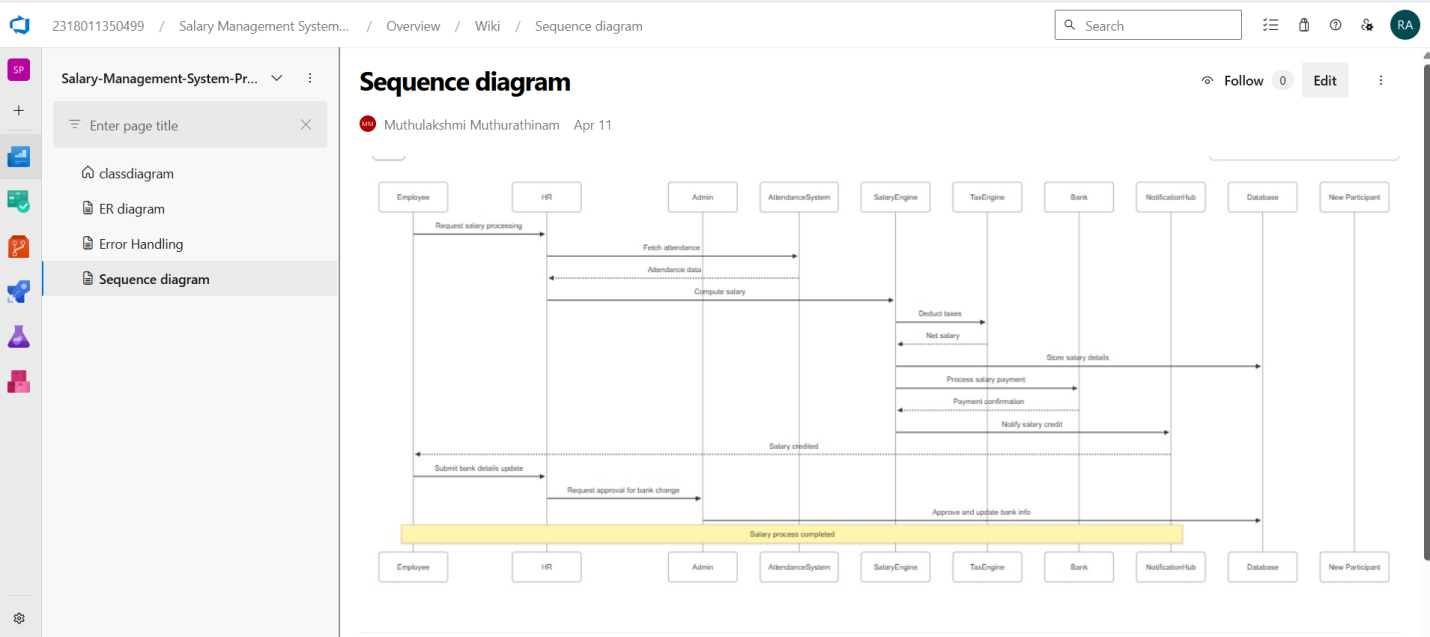 2318011350499 / Salary Management System... / Overview / Wiki / Sequence diagram
Search
RA
SP
Salary-Management-System-Pr...
Enter page title
classdiagram
ER diagram
Error Handling
Sequence diagram
Sequence diagram
Follow 0 Edit
MM Muthulakshmi Muthurathinam Apr 11
Employee HR Admin AttendanceSystem SalaryEngine TaxEngine Bank NotificationHub Database New Participant
Request salary processing
Fetch attendance
Attendance data
Compute salary
Deduct taxes
Net salary
Store salary details
Process salary payment
Payment confirmation
Notify salary credit
Salary credited
Submit bank details update
Request approval for bank change
Approve and update bank info
Salary process completed
Employee HR Admin AttendanceSystem SalaryEngine TaxEngine Bank NotificationHub Database New Participant